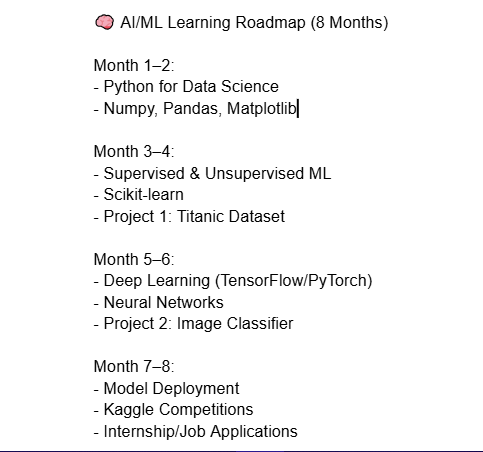 🧠 AI/ML Learning Roadmap (8 Months)
Month 1–2:
- Python for Data Science
- Numpy, Pandas, Matplotlib
Month 3–4:
- Supervised & Unsupervised ML
- Scikit-learn
- Project 1: Titanic Dataset
Month 5–6:
- Deep Learning (TensorFlow/PyTorch)
- Neural Networks
- Project 2: Image Classifier
Month 7–8:
- Model Deployment
- Kaggle Competitions
- Internship/Job Applications